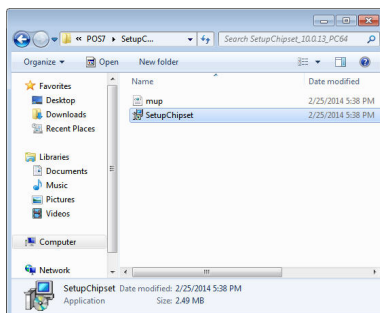 « POS7 ▸ SetupC...
Search SetupChipset_10.0.13_PC64
Organize
Open
New folder
Name
Date modified
Favorites
Desktop
Downloads
Recent Places
Libraries
Documents
Music
Pictures
Videos
Computer
Network
mup
2/25/2014 5:38 PM
SetupChipset
2/25/2014 5:38 PM
SetupChipset Date modified: 2/25/2014 5:38 PM
Application Size: 2.49 MB